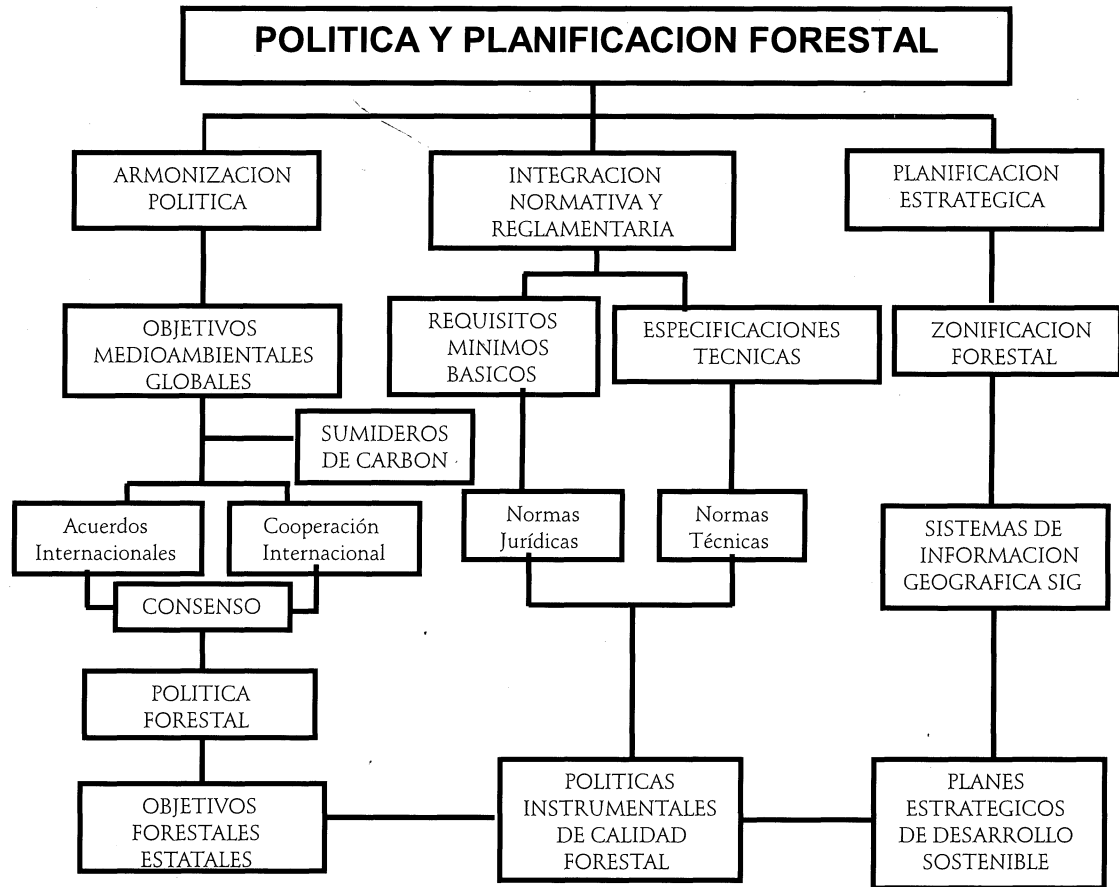 POLITICA Y PLANIFICACION FORESTAL
ARMONIZACION
POLITICA
INTEGRACION
NORMATIVA Y
REGLAMENTARIA
PLANIFICACION
ESTRATEGICA
OBJETIVOS
MEDIOAMBIENTALES
GLOBALES
REQUISITOS
MINIMOS
BASICOS
ESPECIFICACIONES
TECNICAS
ZONIFICACION
FORESTAL
SUMIDEROS
DE CARBON
Acuerdos
Internacionales
Cooperación
Internacional
Normas
Jurídicas
Normas
Técnicas
SISTEMAS DE
INFORMACION
GEOGRAFICA SIG
CONSENSO
POLITICA
FORESTAL
OBJETIVOS
FORESTALES
ESTATALES
POLITICAS
INSTRUMENTALES
DE CALIDAD
FORESTAL
PLANES
ESTRATEGICOS
DE DESARROLLO
SOSTENIBLE